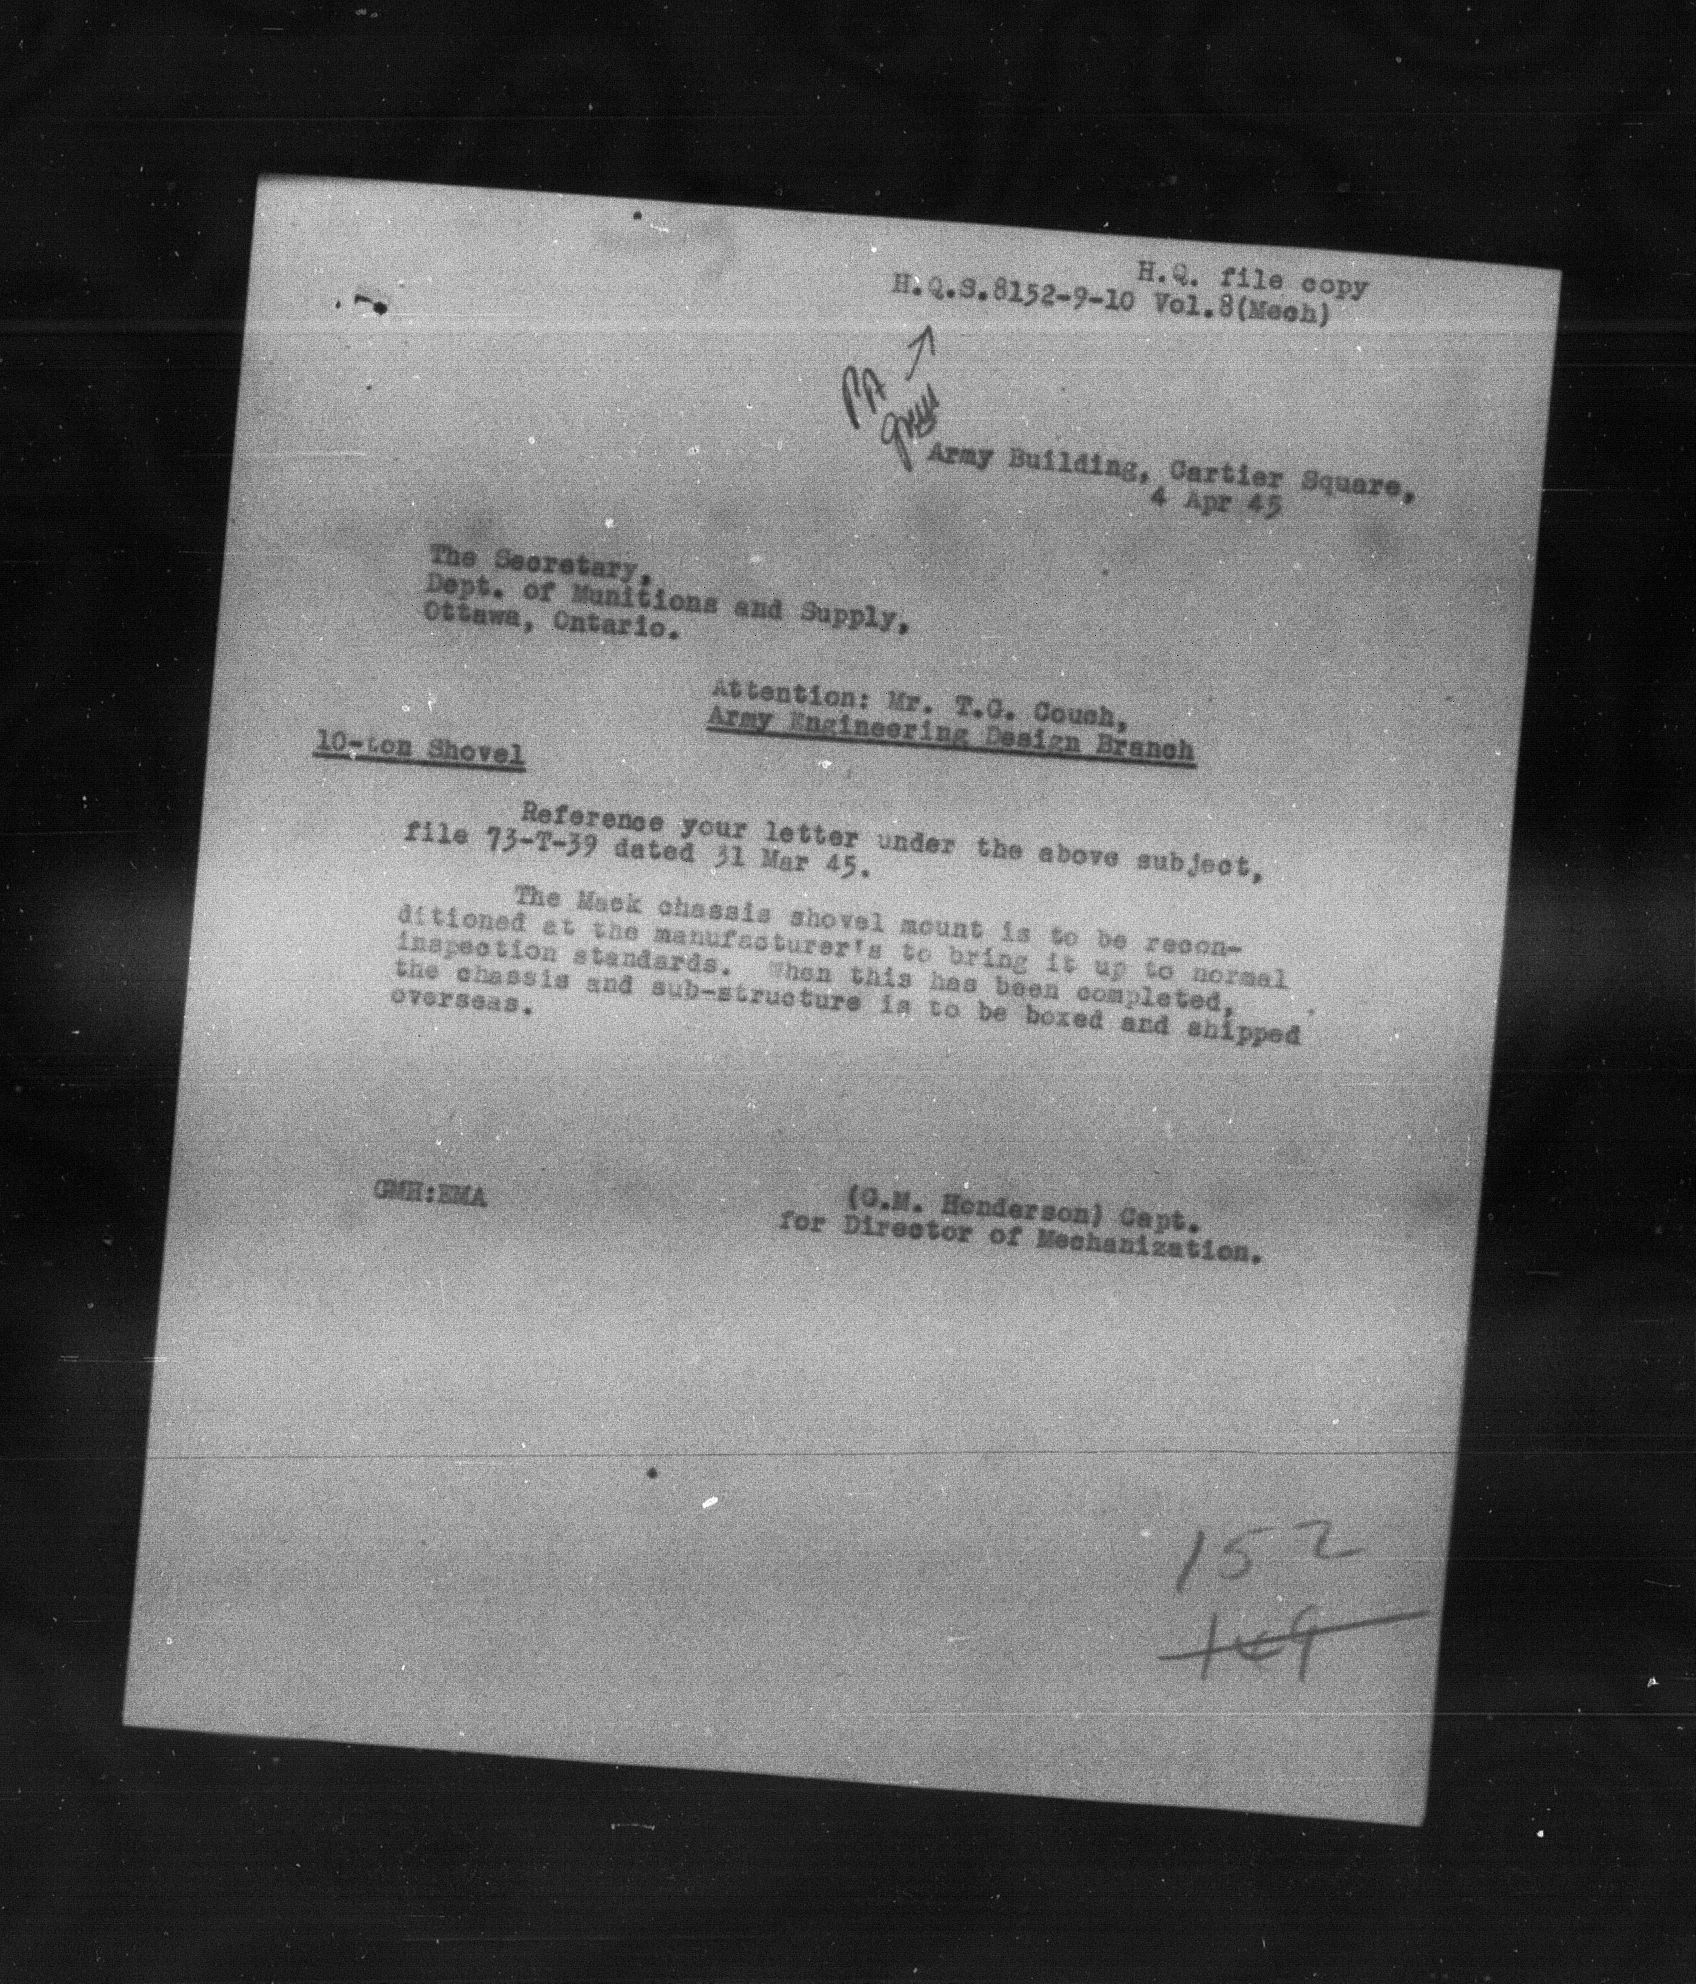 H.Q. file copy
H.Q.S.8152-9-10 Vol.8(Mech)
PA
Army Building, Cartier Square,
4 Apr 45
The Secretary,
Dept. of Munitions and Supply,
Ottawa, Ontario.
Attention: Mr. T.G. Couch,
Army Engineering Design Branch
10-ton Shovel
Reference your letter under the above subject,
file 73-T-39 dated 31 Mar 45.
The Mack chassis shovel mount is to be recon-
ditioned at the manufacturer's to bring it up to normal
inspection standards. When this has been completed,
the chassis and sub-structure is to be boxed and shipped
overseas.
GMH:EMA
(G.M. Henderson) Capt.
for Director of Mechanization.
152